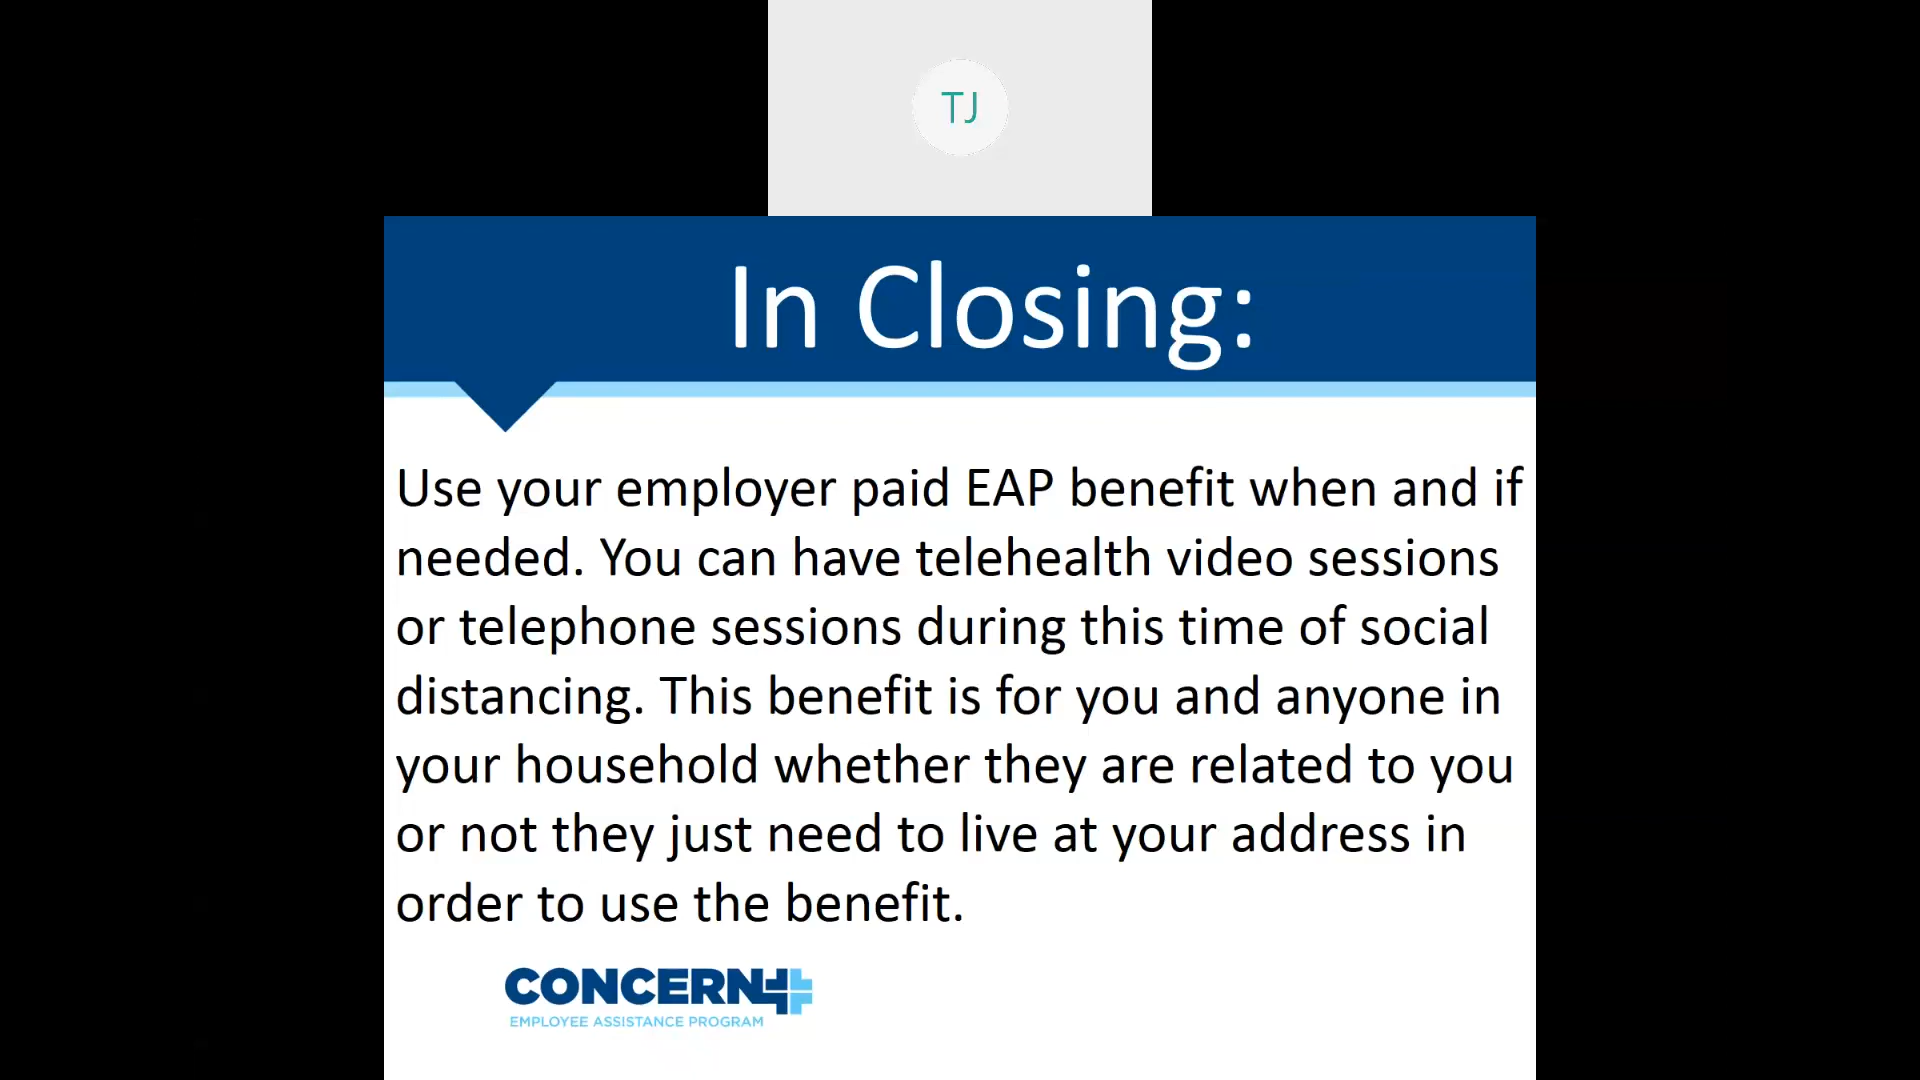 TJ
In Closing:
Use your employer paid EAP benefit when and if
needed. You can have telehealth video sessions
or telephone sessions during this time of social
distancing. This benefit is for you and anyone in
your household whether they are related to you
or not they just need to live at your address in
order to use the benefit.
CONCERN
EMPLOYEE ASSISTANCE PROGRAM